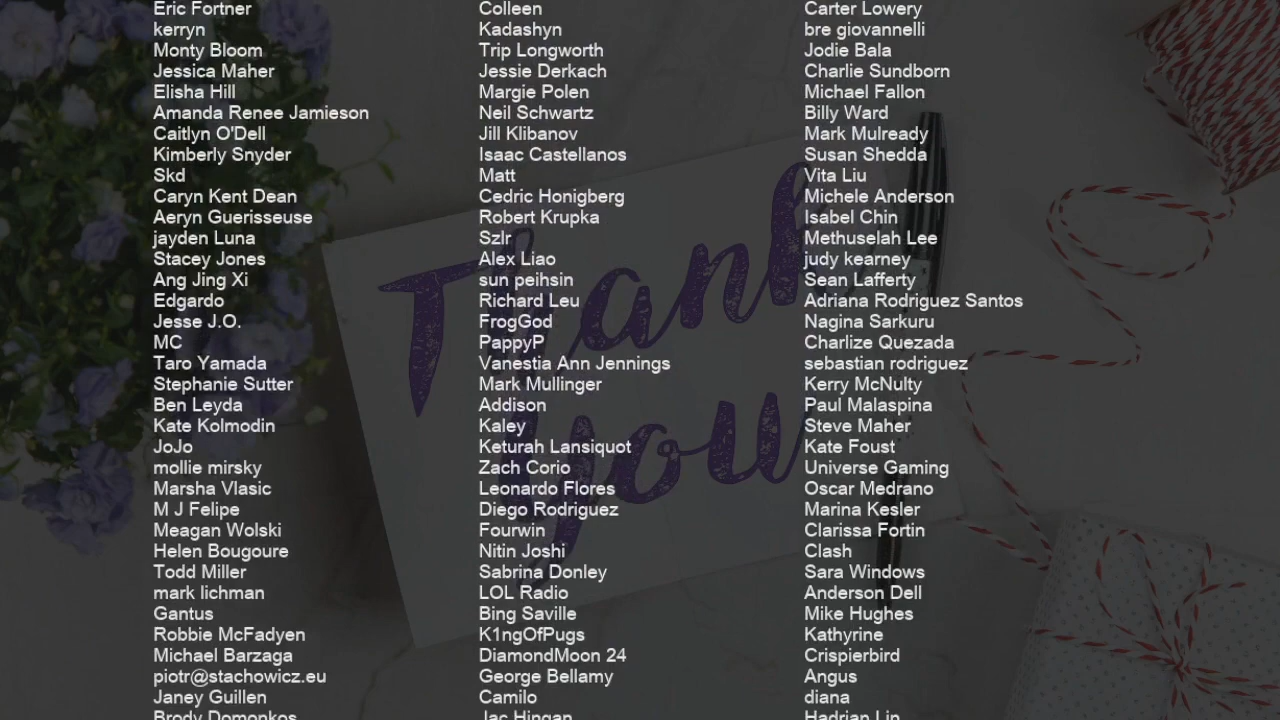 Eric Fortner
kerryn
Monty Bloom
Jessica Maher
Elisha Hill
Amanda Renee Jamieson
Caitlyn O'Dell
Kimberly Snyder
Skd
Caryn Kent Dean
Aeryn Guerisseuse
jayden Luna
Stacey Jones
Ang Jing Xi
Edgardo
Jesse J.O.
MC
Taro Yamada
Stephanie Sutter
Ben Leyda
Kate Kolmodin
JoJo
mollie mirsky
Marsha Vlasic
M J Felipe
Meagan Wolski
Helen Bougoure
Todd Miller
mark lichman
Gantus
Robbie McFadyen
Michael Barzaga
piotr@stachowicz.eu
Janey Guillen
Brody Domonkos
Colleen
Kadashyn
Trip Longworth
Jessie Derkach
Margie Polen
Neil Schwartz
Jill Klibanov
Isaac Castellanos
Matt
Cedric Honigberg
Robert Krupka
Szlr
Alex Liao
sun peihsin
Richard Leu
FrogGod
PappyP
Vanestia Ann Jennings
Mark Mullinger
Addison
Kaley
Keturah Lansiquot
Zach Corio
Leonardo Flores
Diego Rodriguez
Fourwin
Nitin Joshi
Sabrina Donley
LOL Radio
Bing Saville
K1ngOfPugs
DiamondMoon 24
George Bellamy
Camilo
Jac Hingan
Carter Lowery
bre giovannelli
Jodie Bala
Charlie Sundborn
Michael Fallon
Billy Ward
Mark Mulready
Susan Shedda
Vita Liu
Michele Anderson
Isabel Chin
Methuselah Lee
judy kearney
Sean Lafferty
Adriana Rodriguez Santos
Nagina Sarkuru
Charlize Quezada
sebastian rodriguez
Kerry McNulty
Paul Malaspina
Steve Maher
Kate Foust
Universe Gaming
Oscar Medrano
Marina Kesler
Clarissa Fortin
Clash
Sara Windows
Anderson Dell
Mike Hughes
Kathyrine
Crispierbird
Angus
diana
Hadrian Lip
Thank
you